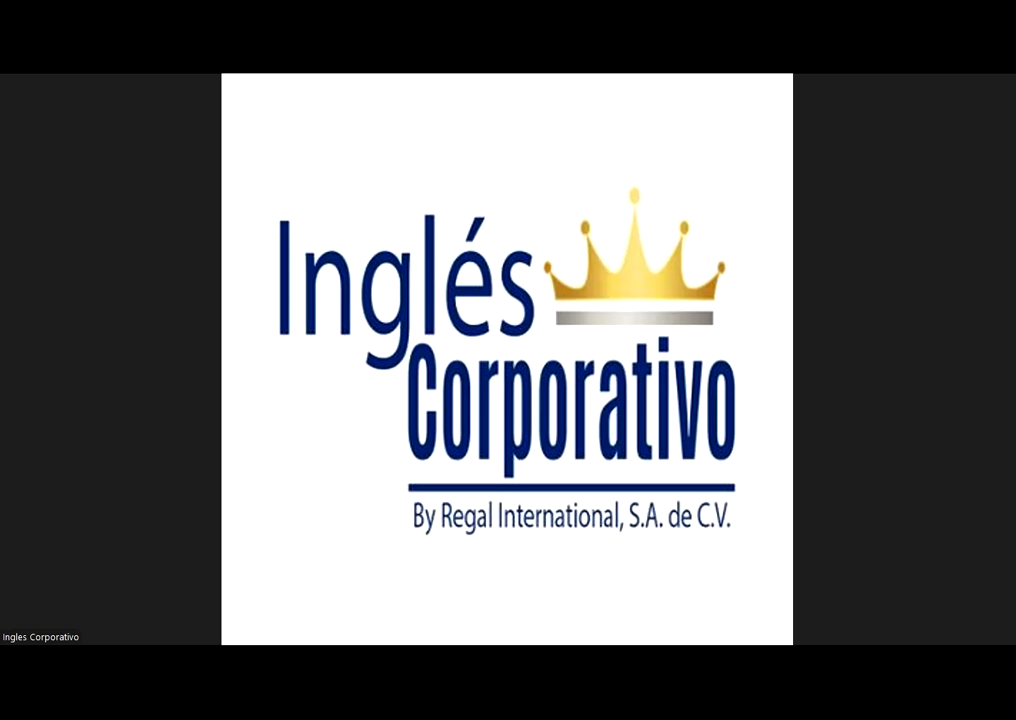 Inglés
Corporativo
By Regal International, S.A. de C.V.
Ingles Corporativo